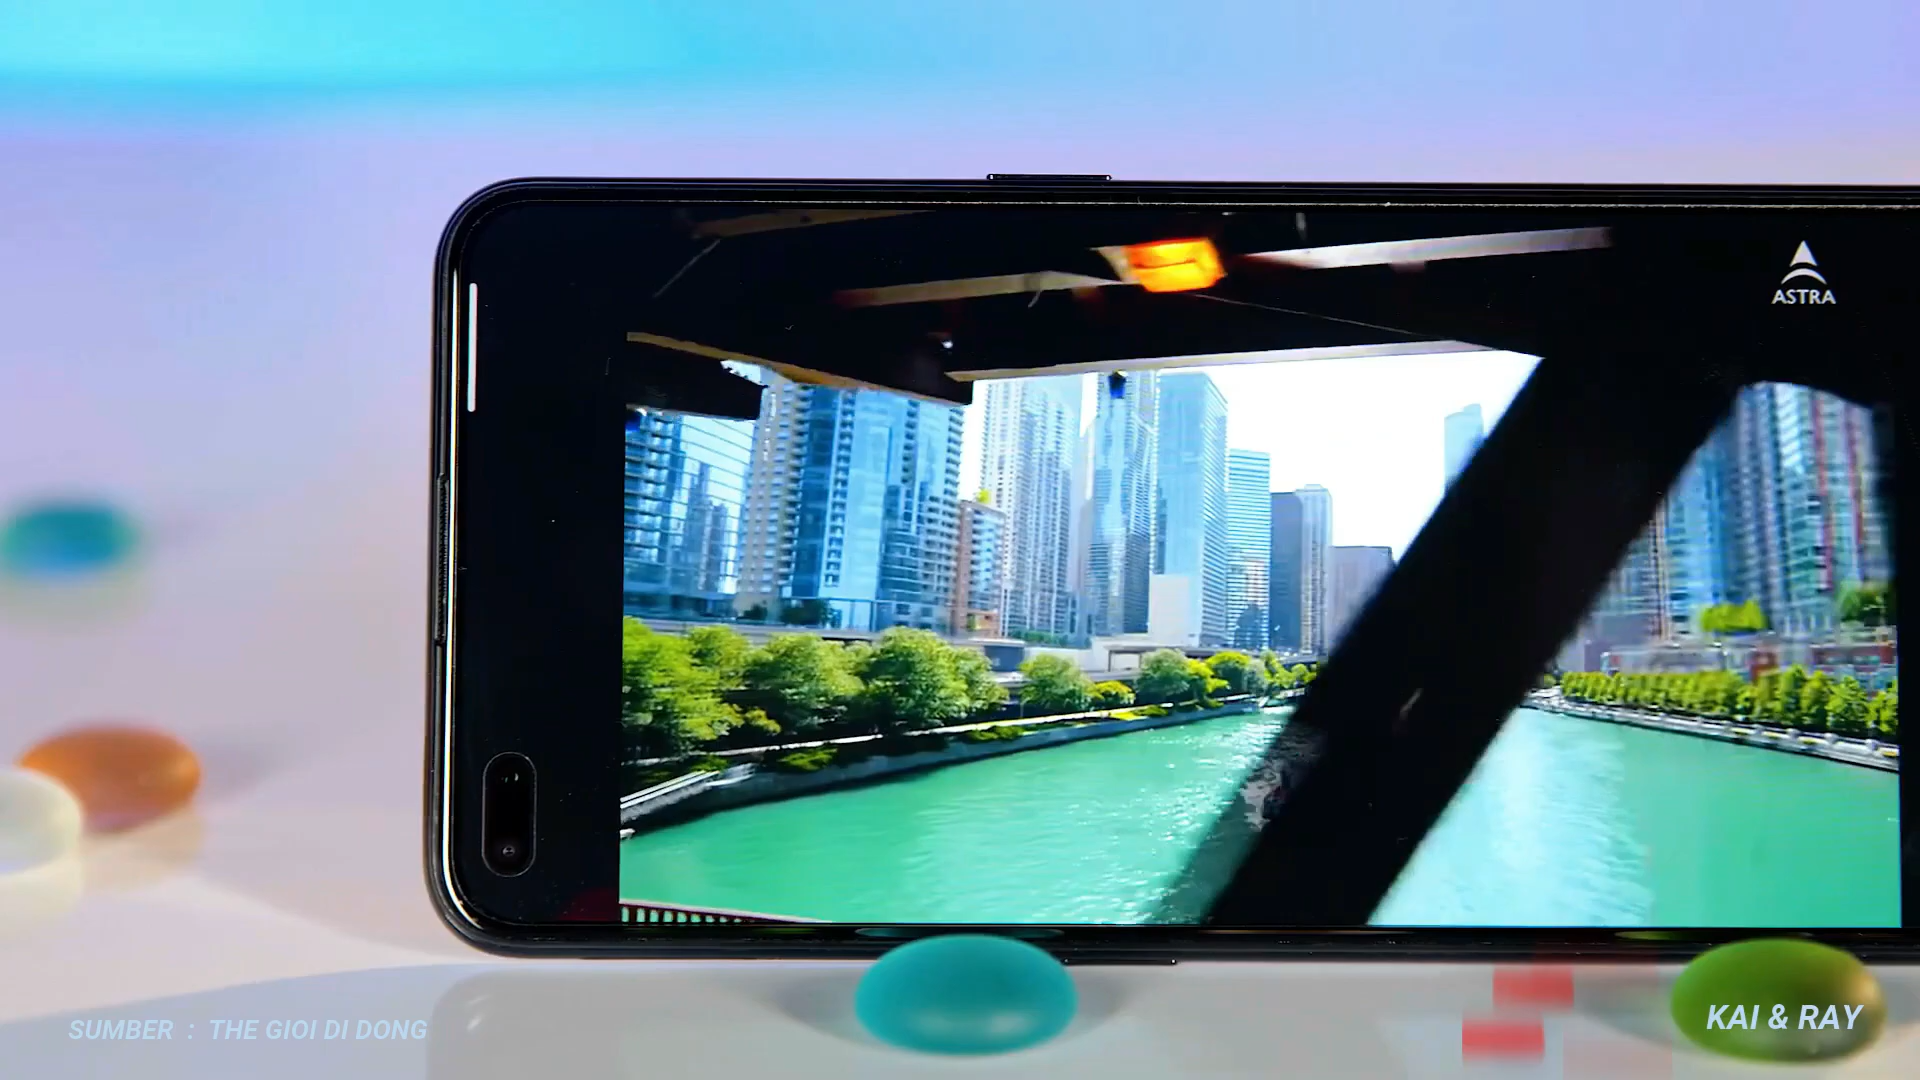 ASTRA
SUMBER : THE GIOI DI DONG
KAI & RAY